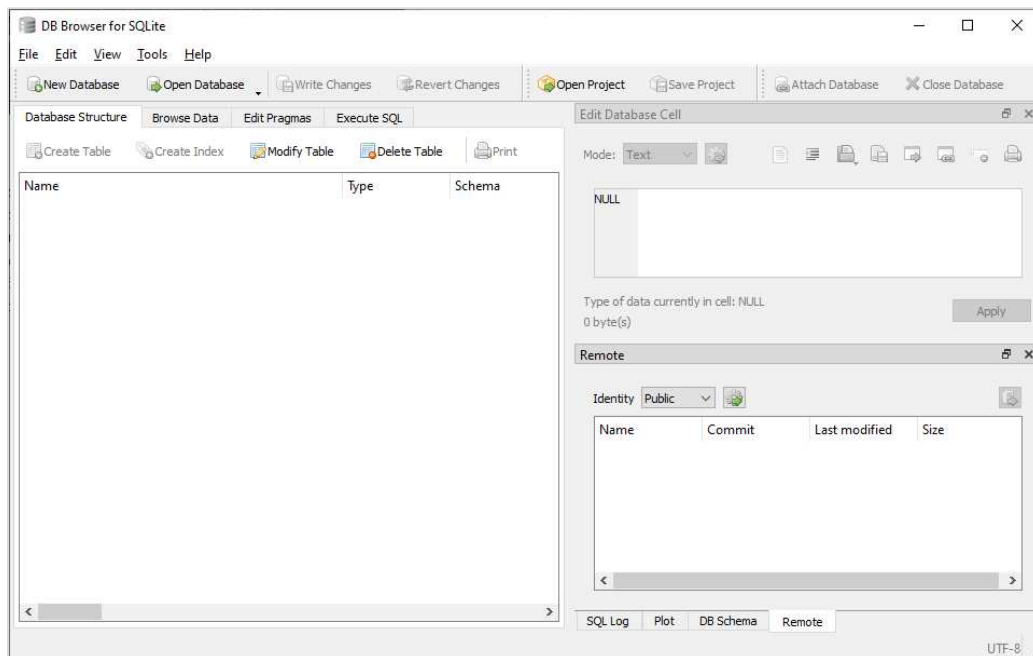 DB Browser for SQLite
File Edit View Tools Help
New Database Open Database Write Changes Revert Changes Open Project Save Project Attach Database Close Database
Database Structure Browse Data Edit Pragmas Execute SQL
Create Table Create Index Modify Table Delete Table Print
Name Type Schema
Edit Database Cell
Mode: Text
NULL
Type of data currently in cell: NULL
0 byte(s)
Apply
Remote
Identity Public
Name Commit Last modified Size
SQL Log Plot DB Schema Remote
UTF-8